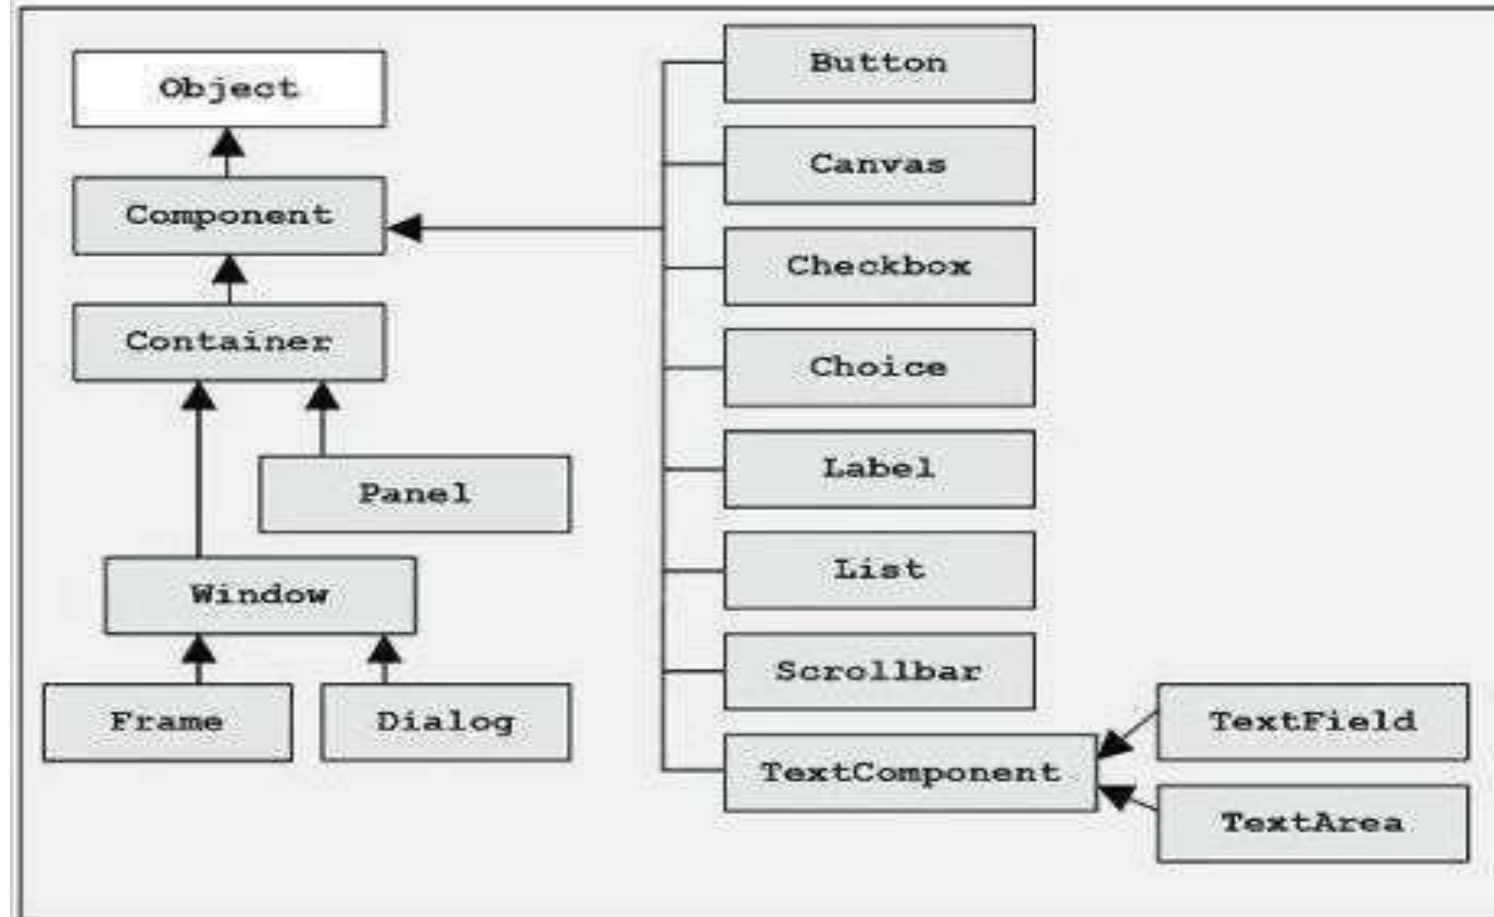 Object
Component
Container
Panel
Window
Frame
Dialog
Button
Canvas
Checkbox
Choice
Label
List
Scrollbar
TextComponent
TextField
TextArea